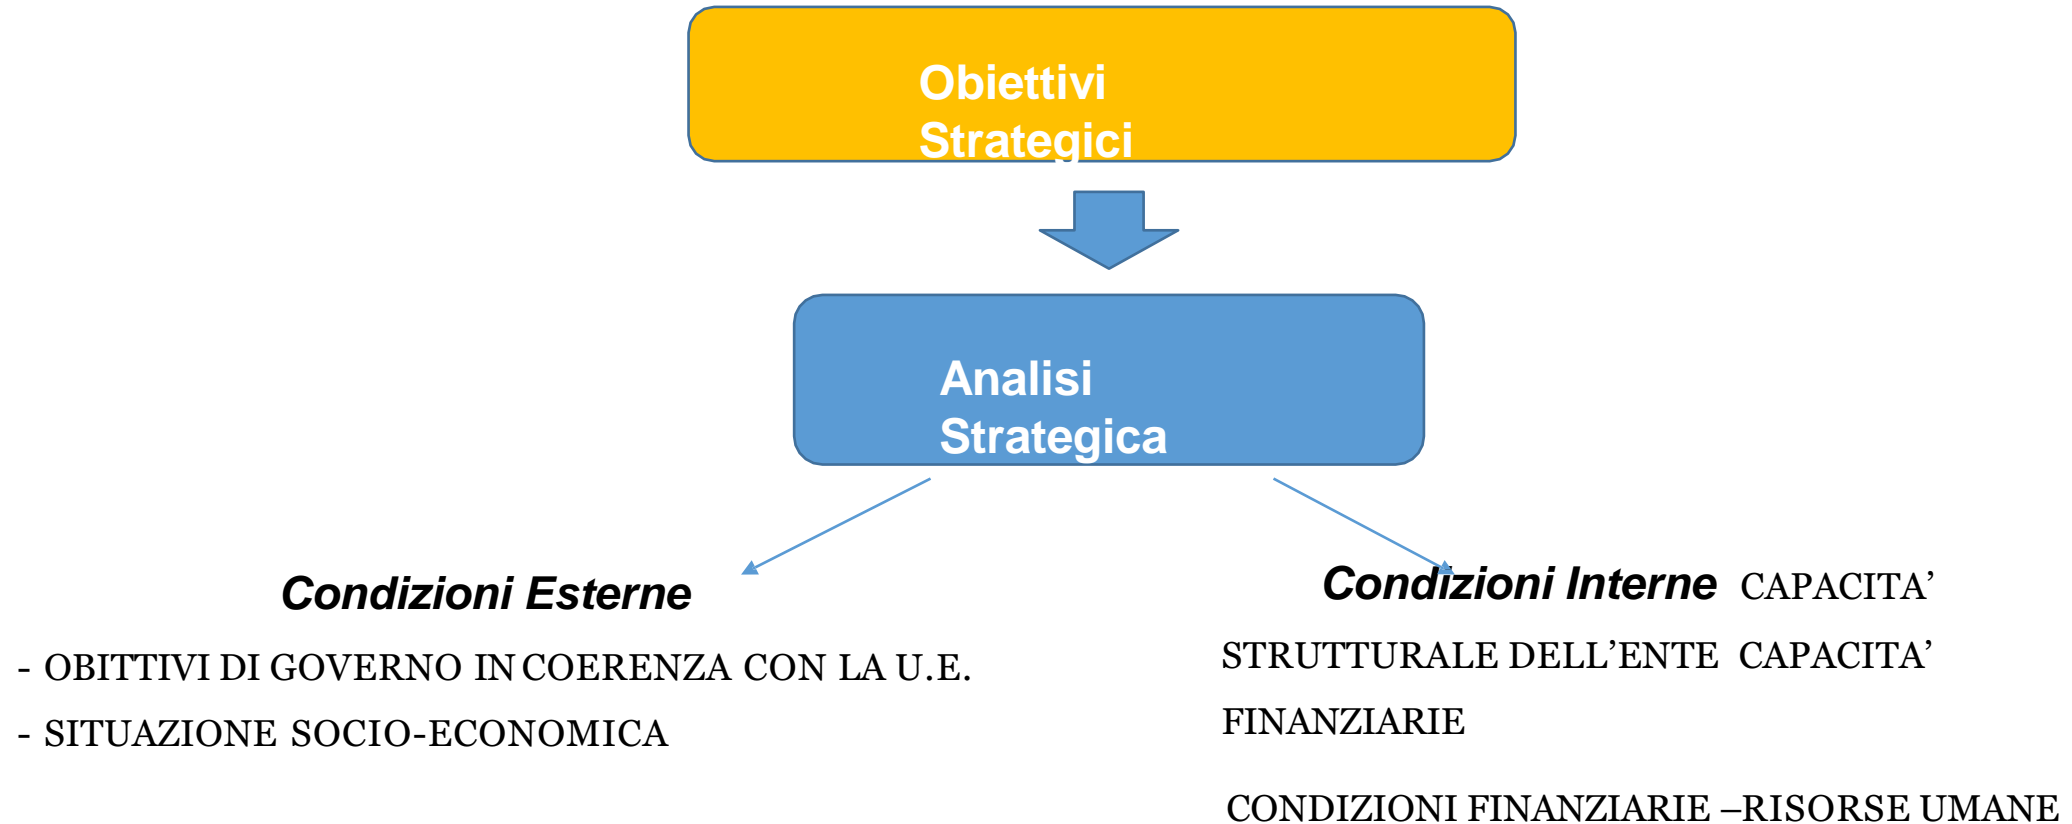 Obiettivi
Strategici
Analisi
Strategica
Condizioni Esterne
- OBITTIVI DI GOVERNO IN COERENZA CON LA U.E.
- SITUAZIONE SOCIO-ECONOMICA
Condizioni Interne CAPACITA’
STRUTTURALE DELL’ENTE CAPACITA’
FINANZIARIE
CONDIZIONI FINANZIARIE –RISORSE UMANE